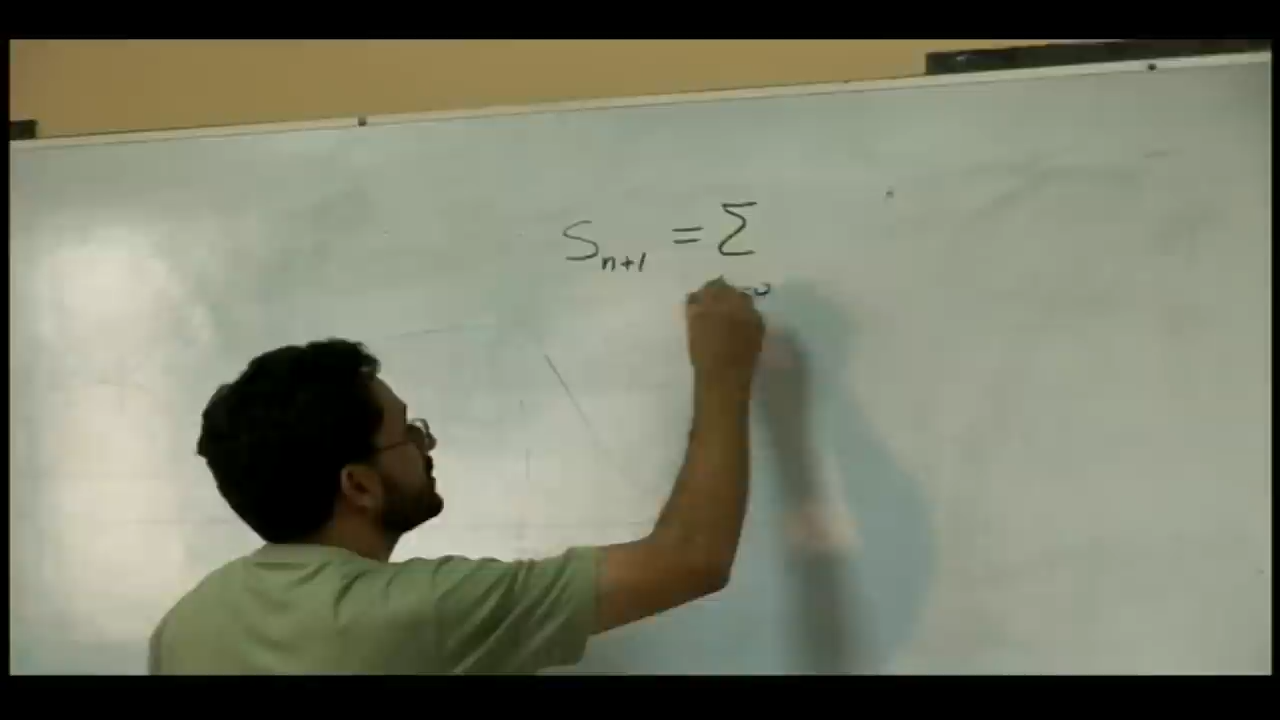 S_{n+1} = Σ